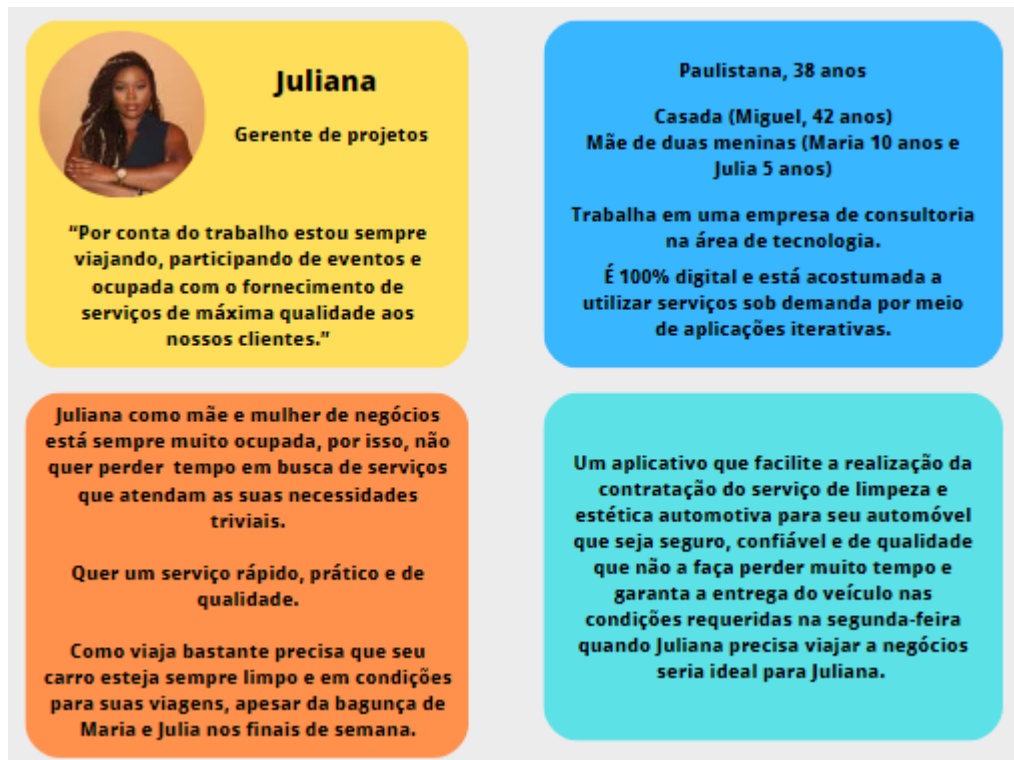 Juliana
Gerente de projetos
“Por conta do trabalho estou sempre
viajando, participando de eventos e
ocupada com o fornecimento de
serviços de máxima qualidade aos
nossos clientes.”
Paulistana, 38 anos
Casada (Miguel, 42 anos)
Mãe de duas meninas (Maria 10 anos e
Julia 5 anos)
Trabalha em uma empresa de consultoria
na área de tecnologia.
É 100% digital e está acostumada a
utilizar serviços sob demanda por meio
de aplicações iterativas.
Juliana como mãe e mulher de negócios
está sempre muito ocupada, por isso, não
quer perder tempo em busca de serviços
que atendam as suas necessidades
triviais.
Quer um serviço rápido, prático e de
qualidade.
Como viaja bastante precisa que seu
carro esteja sempre limpo e em condições
para suas viagens, apesar da bagunça de
Maria e Julia nos finais de semana.
Um aplicativo que facilite a realização da
contratação do serviço de limpeza e
estética automotiva para seu automóvel
que seja seguro, confiável e de qualidade
que não a faça perder muito tempo e
garanta a entrega do veículo nas
condições requeridas na segunda-feira
quando Juliana precisa viajar a negócios
seria ideal para Juliana.